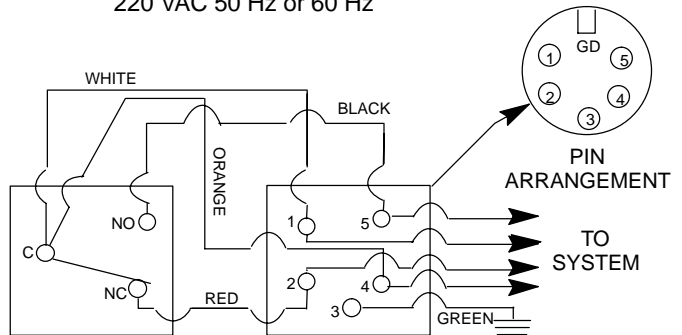 220 VAC 50 Hz or 60 Hz
GD
1
5
2
4
3
WHITE
BLACK
ORANGE
PIN
ARRANGEMENT
NO
C
NC
RED
1
5
2
4
3
GREEN
TO
SYSTEM